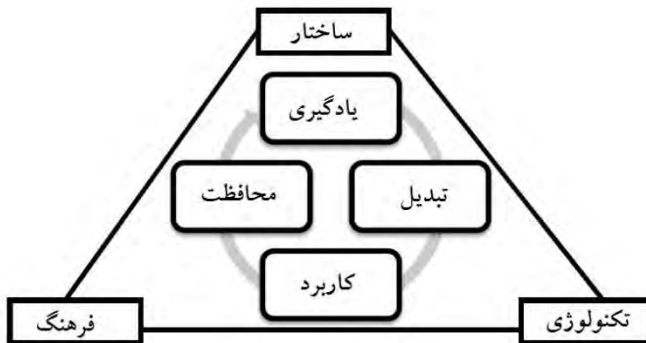 ساختار
یادگیری
محافظت
تبدیل
کاربرد
فرهنگ
تکنولوژی